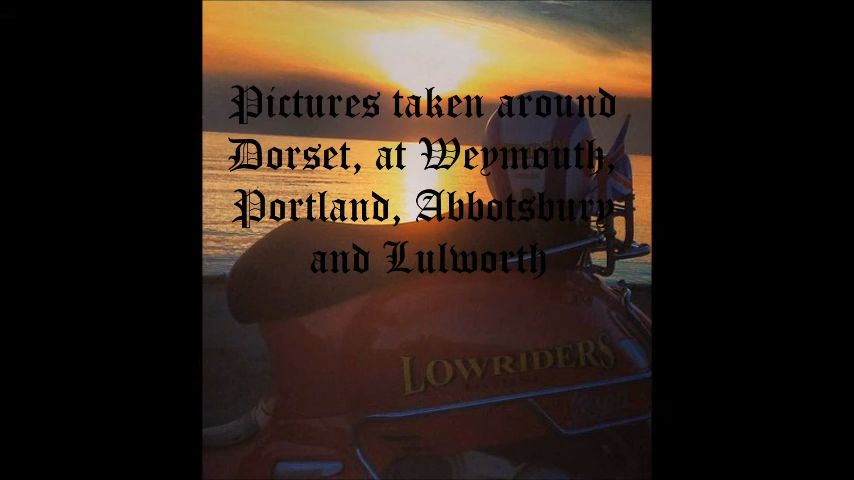 Pictures taken around
Dorset, at Weymouth,
Portland, Abbotsbury
and Lulworth
LOWRIDERS